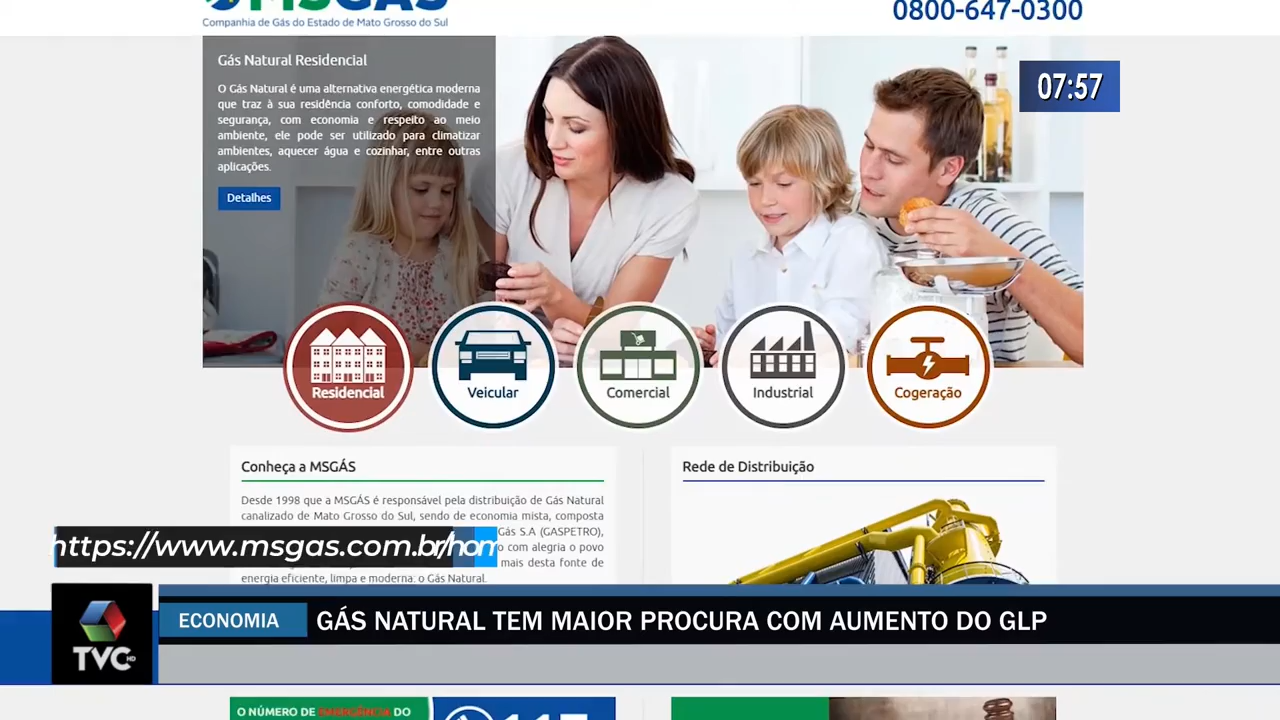 MSGÁS
Companhia de Gás do Estado de Mato Grosso do Sul
0800-647-0300
07:57
Gás Natural Residencial
O Gás Natural é uma alternativa energética moderna
que traz à sua residência conforto, comodidade e
segurança, com economia e respeito ao meio
ambiente, ele pode ser utilizado para climatizar
ambientes, aquecer água e cozinhar, entre outras
aplicações.
Detalhes
Residencial
Veicular
Comercial
Industrial
Cogeração
Conheça a MSGÁS
Desde 1998 que a MSGÁS é responsável pela distribuição de Gás Natural
canalizado de Mato Grosso do Sul, sendo de economia mista, composta
Gás S.A (GASPETRO),
o com alegria o povo
mais desta fonte de
energia eficiente, limpa e moderna: o Gás Natural.
Rede de Distribuição
https://www.msgas.com.br/hom
ECONOMIA
GÁS NATURAL TEM MAIOR PROCURA COM AUMENTO DO GLP
TVC HD
O NÚMERO DE EMERGÊNCIA DO